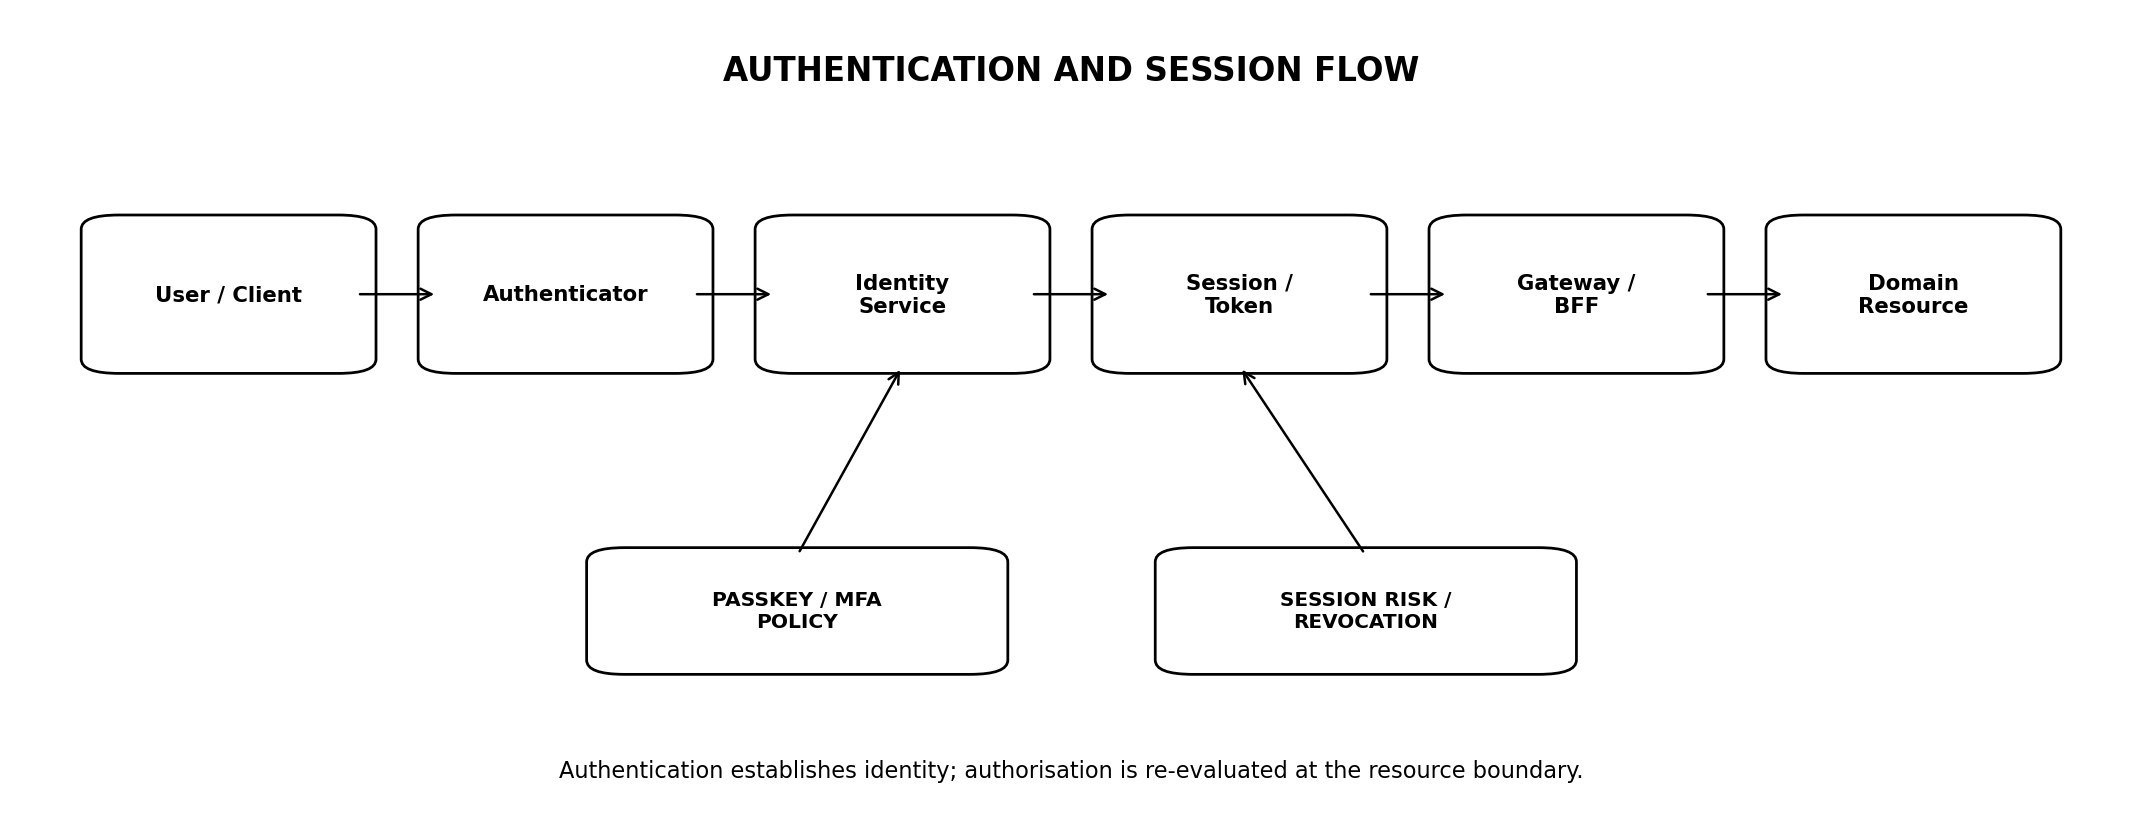 AUTHENTICATION AND SESSION FLOW
User / Client
Authenticator
Identity
Service
Session /
Token
Gateway /
BFF
Domain
Resource
PASSKEY / MFA
POLICY
SESSION RISK /
REVOCATION
Authentication establishes identity; authorisation is re-evaluated at the resource boundary.